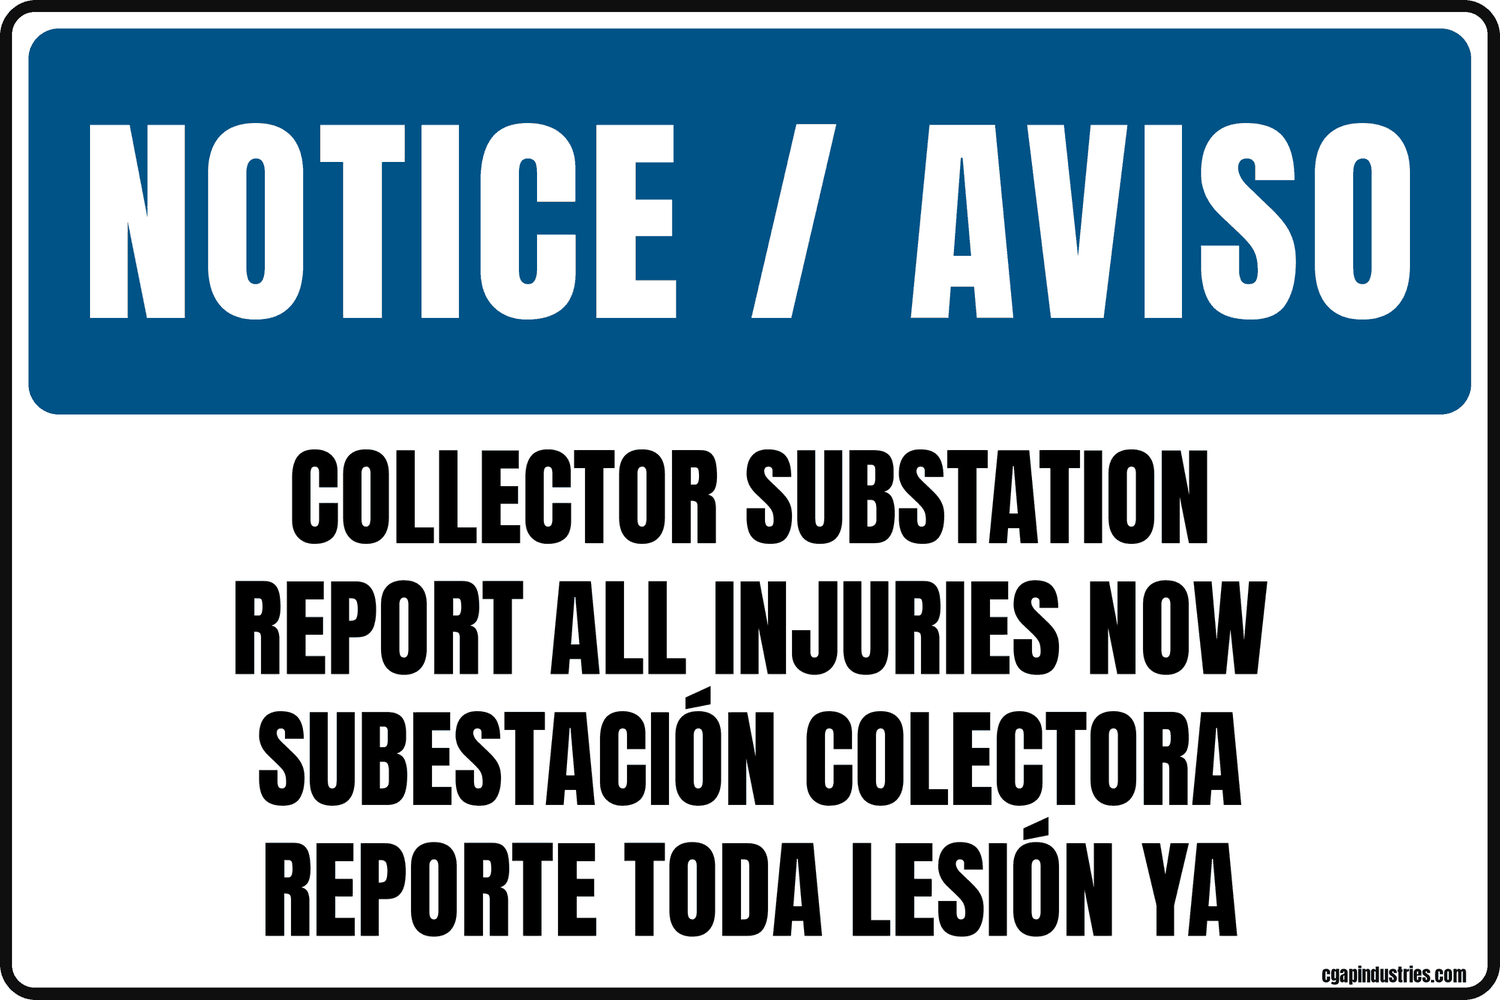 NOTICE / AVISO
COLLECTOR SUBSTATION
REPORT ALL INJURIES NOW
SUBESTACIÓN COLECTORA
REPORTE TODA LESIÓN YA
cgapindustries.com